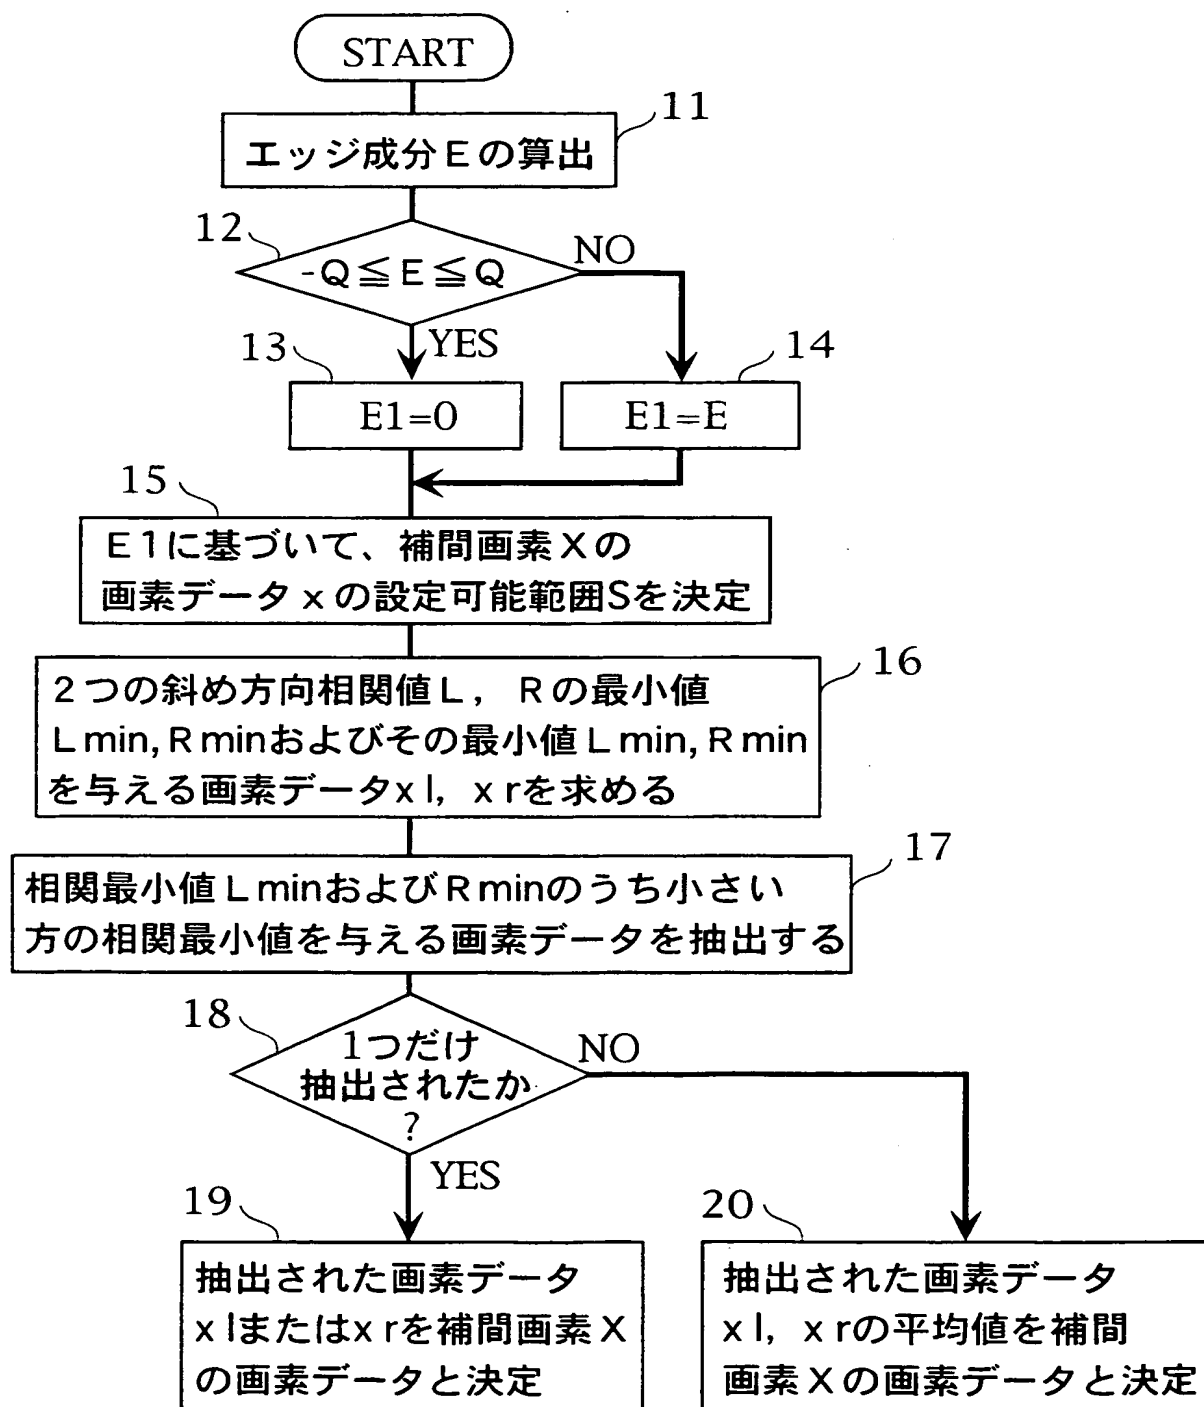 START
11
エッジ成分Eの算出
12
-Q≦E≦Q
NO
YES
13
14
E1=0
E1=E
15
E1に基づいて、補間画素Xの
画素データxの設定可能範囲Sを決定
16
2つの斜め方向相関値L，Rの最小値
Lmin,Rminおよびその最小値Lmin,Rmin
を与える画素データxl，xrを求める
17
相関最小値LminおよびRminのうち小さい
方の相関最小値を与える画素データを抽出する
18
1つだけ
抽出されたか
?
NO
YES
19
20
抽出された画素データ
xlまたはxrを補間画素X
の画素データと決定
抽出された画素データ
xl，xrの平均値を補間
画素Xの画素データと決定